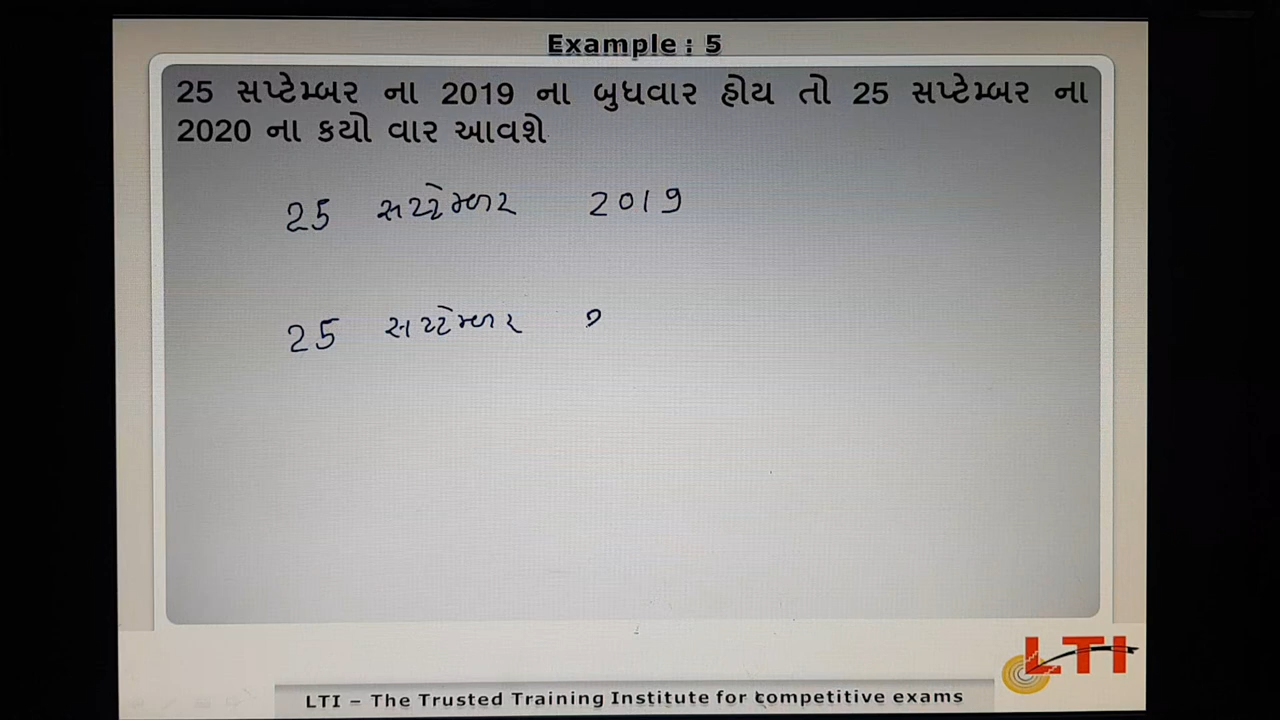 Example : 5
25 સપ્ટેમ્બર ના 2019 ના બુધવાર હોય તો 25 સપ્ટેમ્બર ના
2020 ના કયો વાર આવશે
25 સપ્ટેમ્બર 2019
25 સપ્ટેમ્બર
LTI
LTI – The Trusted Training Institute for competitive exams